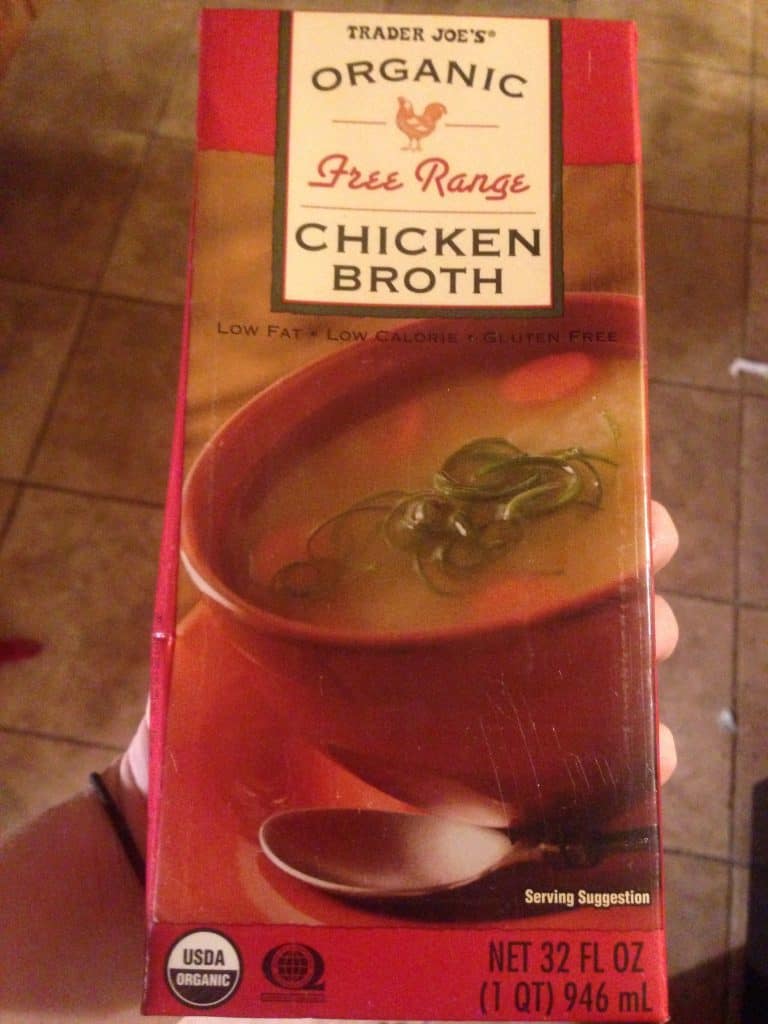 TRADER JOE'S®
ORGANIC
Free Range
CHICKEN
BROTH
LOW FAT • LOW CALORIE • GLUTEN FREE
Serving Suggestion
USDA
ORGANIC
NET 32 FL OZ
(1 QT) 946 mL